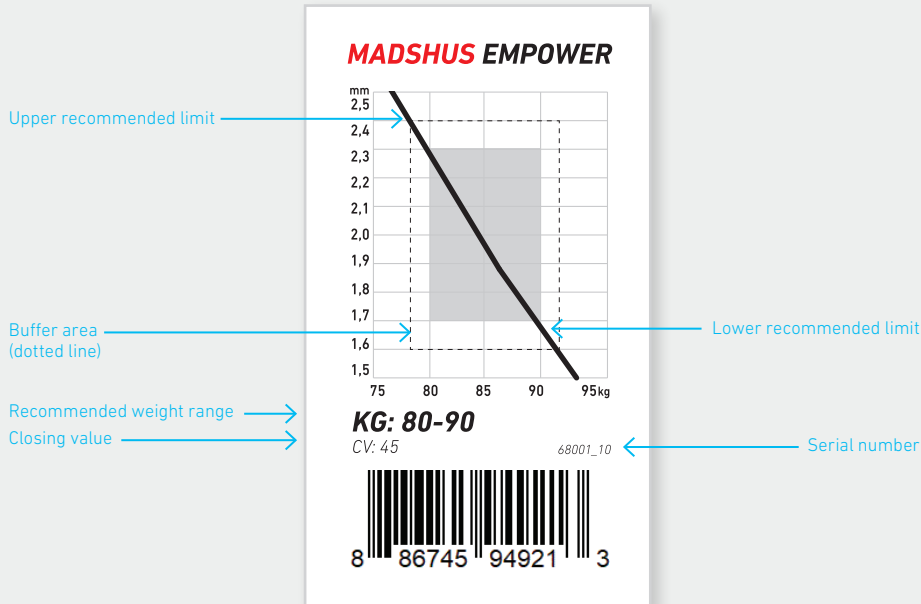 MADSHUS EMPOWER
mm
2,5
Upper recommended limit
2,4
2,3
2,2
2,1
2,0
1,9
1,8
1,7
Buffer area
(dotted line)
Lower recommended limit
1,6
1,5
75 80 85 90 95kg
Recommended weight range
KG: 80-90
Closing value
CV: 45
68001_10
Serial number
8 86745 94921 3